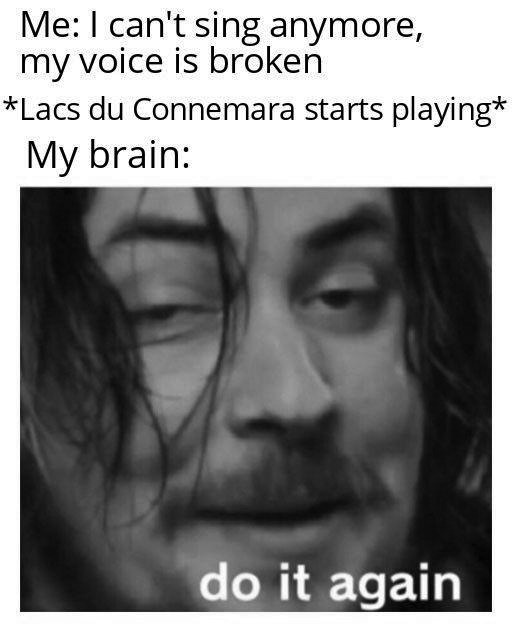 Me: I can't sing anymore,
my voice is broken
*Lacs du Connemara starts playing*
My brain:
do it again